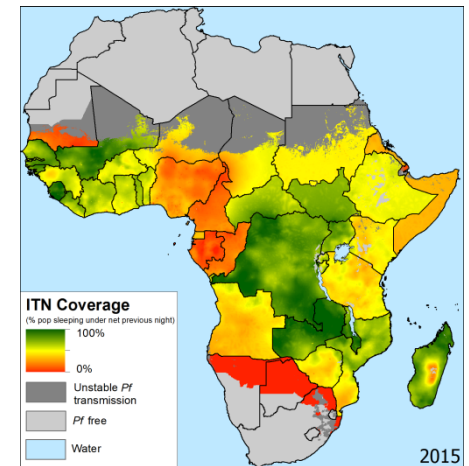 ITN Coverage
(% pop sleeping under net previous night)
100%
0%
Unstable Pf
transmission
Pf free
Water
2015